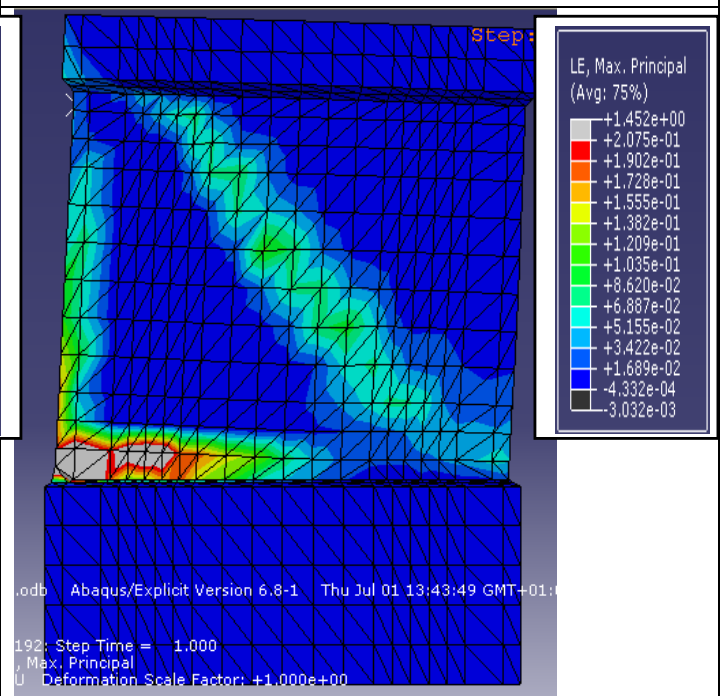 Step:
LE, Max. Principal
(Avg: 75%)
+1.452e+00
+2.075e-01
+1.902e-01
+1.728e-01
+1.555e-01
+1.382e-01
+1.209e-01
+1.035e-01
+8.620e-02
+6.887e-02
+5.155e-02
+3.422e-02
+1.689e-02
-4.332e-04
-3.032e-03
.odb Abaqus/Explicit Version 6.8-1 Thu Jul 01 13:43:49 GMT+01:
192: Step Time = 1.000
, Max. Principal
U Deformation Scale Factor: +1.000e+00